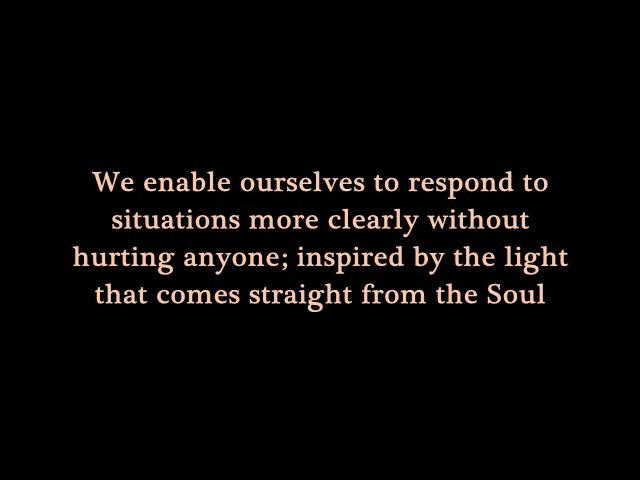 We enable ourselves to respond to
situations more clearly without
hurting anyone; inspired by the light
that comes straight from the Soul